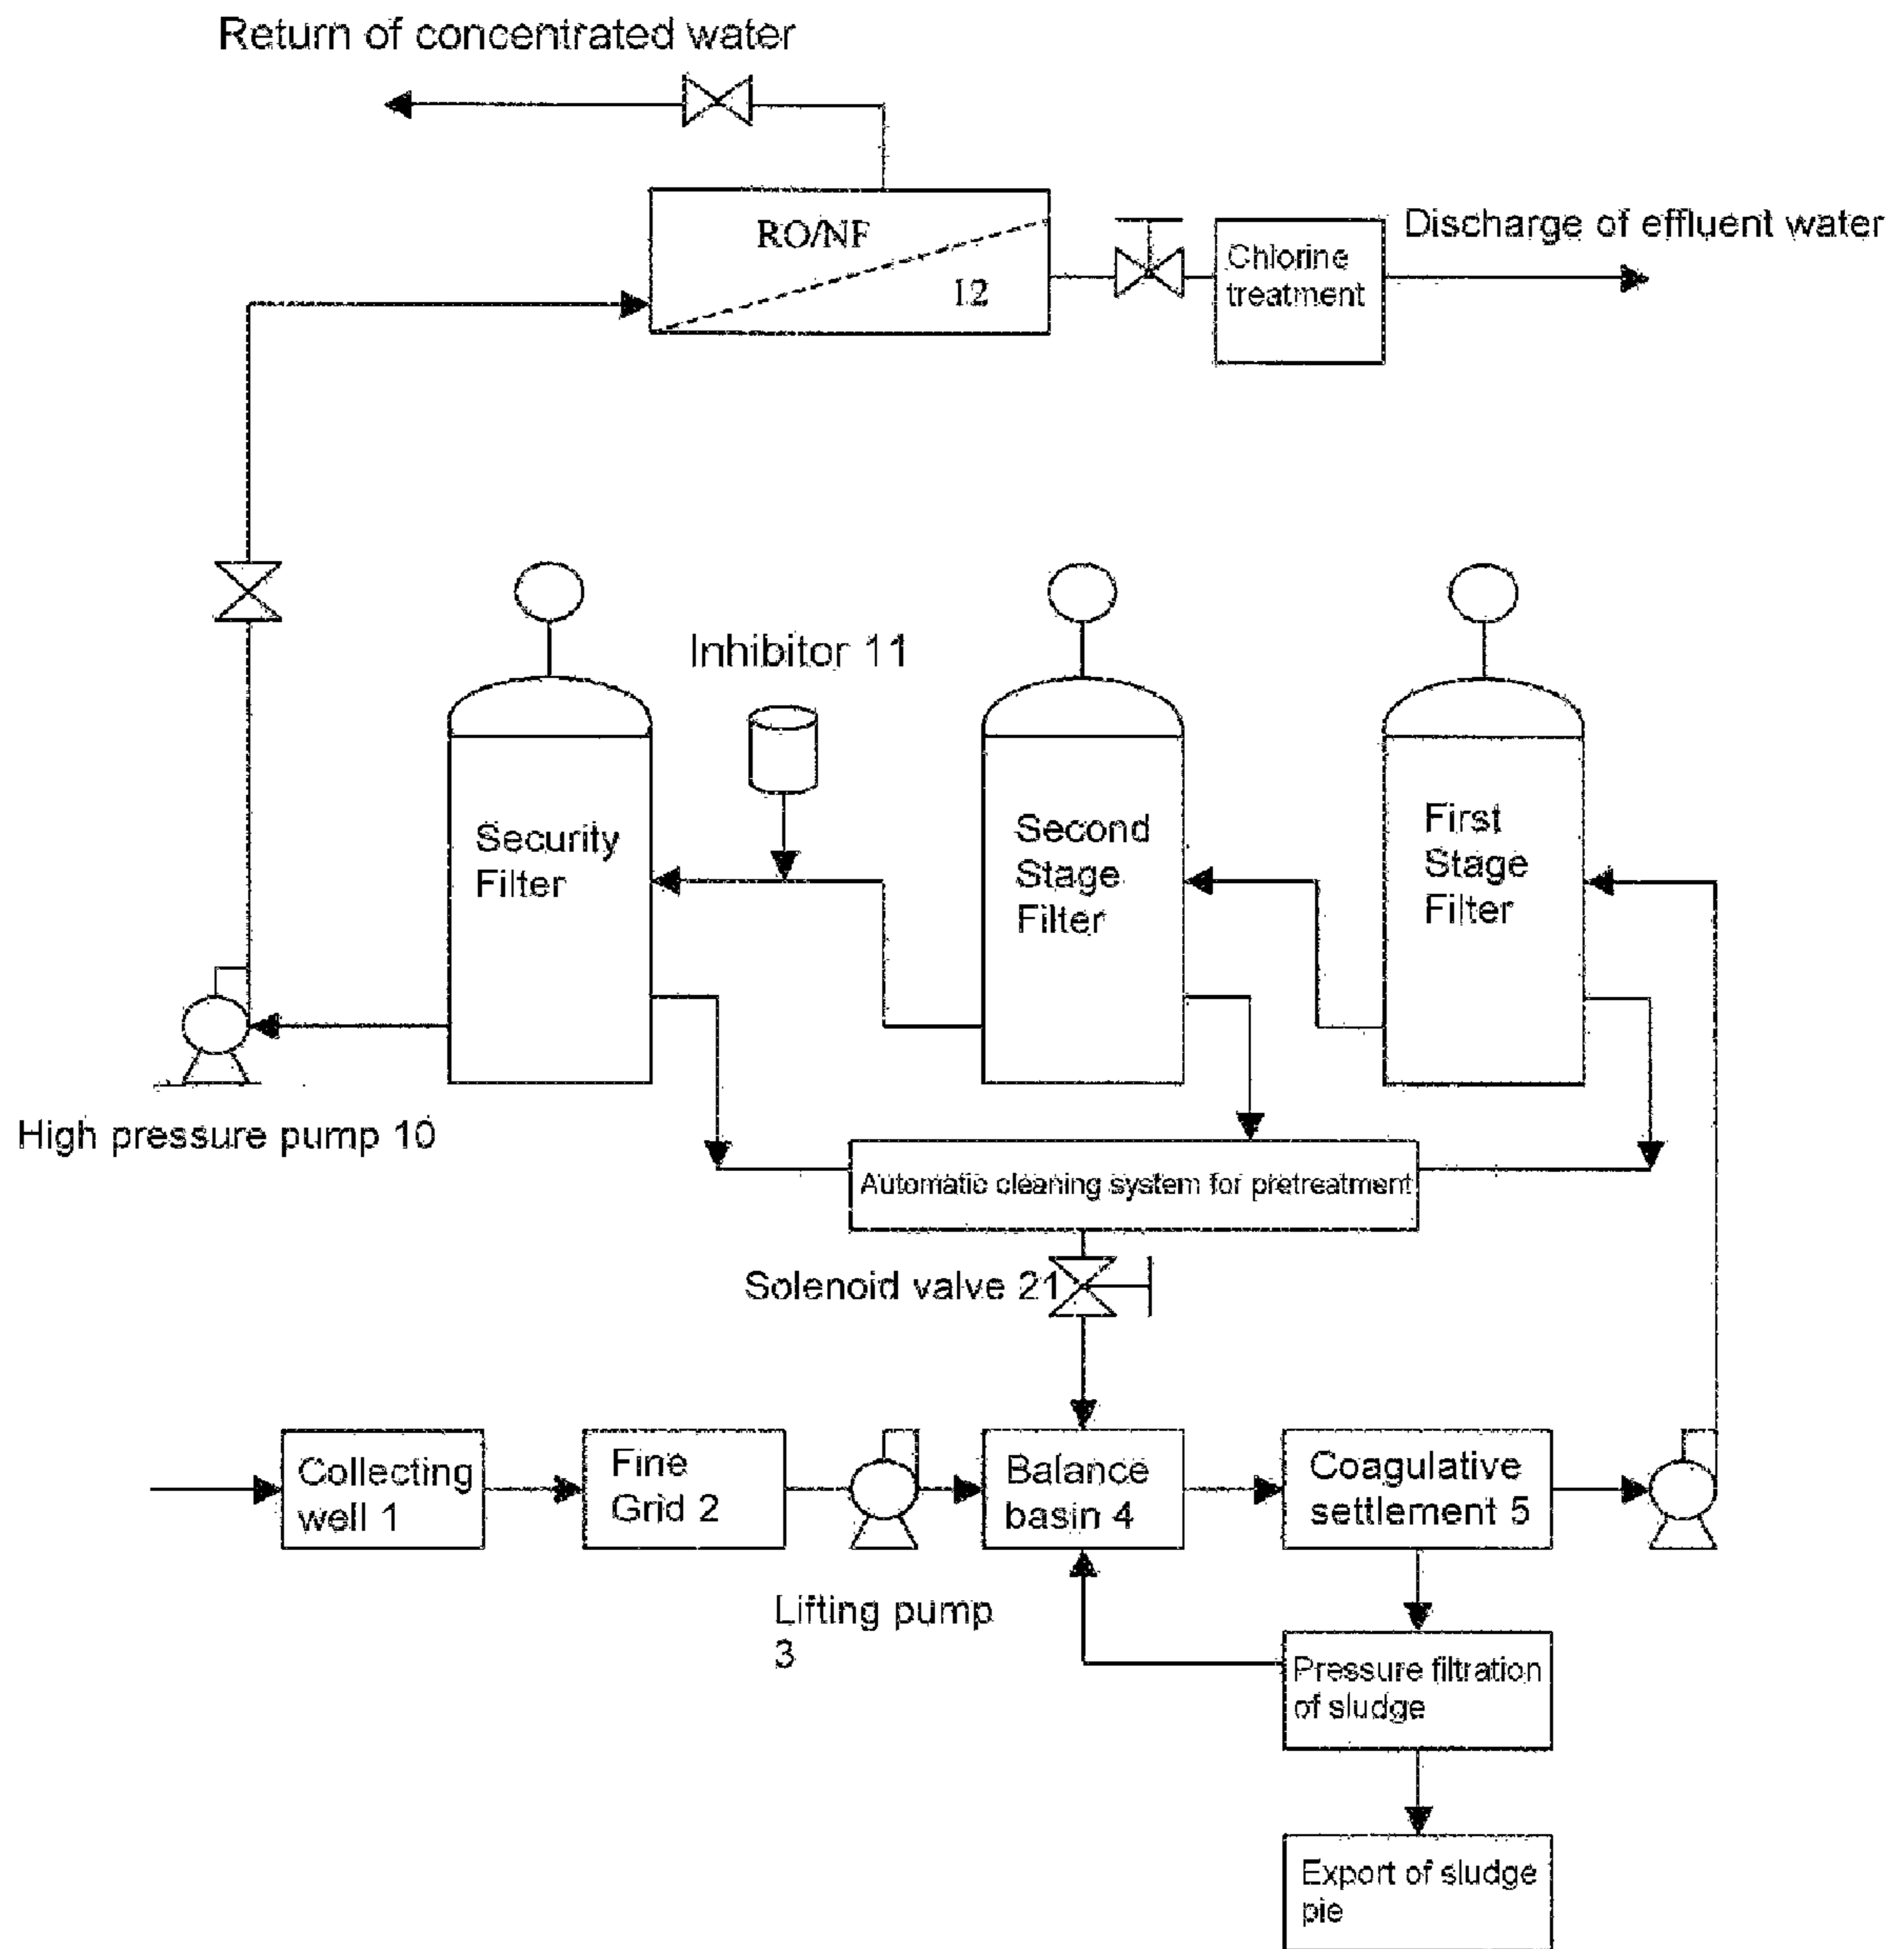 Return of concentrated water
RO/NF
12
Chlorine
treatment
Discharge of effluent water
Inhibitor 11
Security
Filter
Second
Stage
Filter
First
Stage
Filter
High pressure pump 10
Automatic cleaning system for pretreatment
Solenoid valve 21
Collecting
well 1
Fine
Grid 2
Balance
basin 4
Coagulative
settlement 5
Lifting pump
3
Pressure filtration
of sludge
Export of sludge
pie